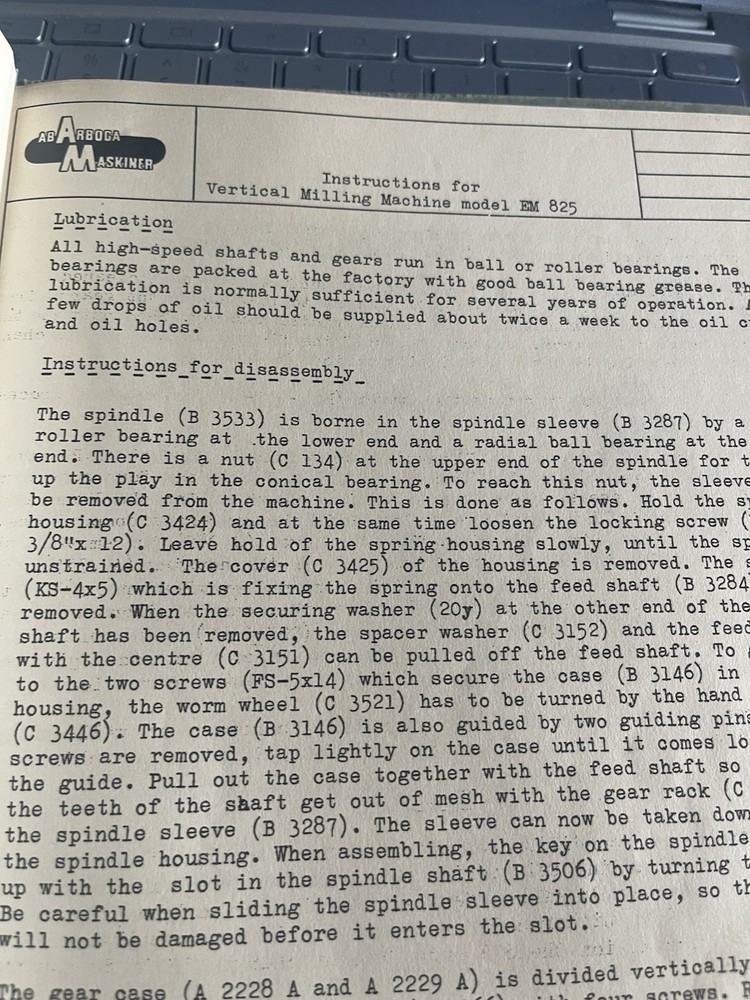 AB ARBOGA
MASKINER
Instructions for
Vertical Milling Machine model EM 825
Lubrication
All high-speed shafts and gears run in ball or roller bearings. The
bearings are packed at the factory with good ball bearing grease. Th
lubrication is normally sufficient for several years of operation. A
few drops of oil should be supplied about twice a week to the oil c
and oil holes.
Instructions for disassembly
The spindle (B 3533) is borne in the spindle sleeve (B 3287) by a
roller bearing at the lower end and a radial ball bearing at the
end. There is a nut (C 134) at the upper end of the spindle for t
up the play in the conical bearing. To reach this nut, the sleeve
be removed from the machine. This is done as follows. Hold the sp
housing (C 3424) and at the same time loosen the locking screw (
3/8"x 12). Leave hold of the spring housing slowly, until the sp
unstrained. The cover (C 3425) of the housing is removed. The s
(KS-4x5) which is fixing the spring onto the feed shaft (B 3284
removed. When the securing washer (20y) at the other end of the
shaft has been removed, the spacer washer (C 3152) and the feed
with the centre (C 3151) can be pulled off the feed shaft. To
to the two screws (FS-5x14) which secure the case (B 3146) in
housing, the worm wheel (C 3521) has to be turned by the hand
(C 3446). The case (B 3146) is also guided by two guiding pins
screws are removed, tap lightly on the case until it comes lo
the guide. Pull out the case together with the feed shaft so
the teeth of the shaft get out of mesh with the gear rack (C
the spindle sleeve (B 3287). The sleeve can now be taken down
the spindle housing. When assembling, the key on the spindle
up with the slot in the spindle shaft (B 3506) by turning t
Be careful when sliding the spindle sleeve into place, so th
will not be damaged before it enters the slot.
The gear case (A 2228 A and A 2229 A) is divided vertically
four screws.